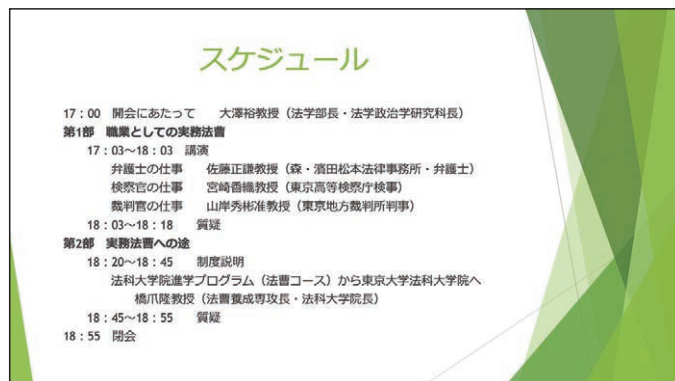 スケジュール
17：00　開会にあたって　　大澤裕教授（法学部長・法学政治学研究科長）
第1部　職業としての実務法曹
17：03～18：03　講演
弁護士の仕事　　佐藤正謙教授（森・濱田松本法律事務所・弁護士）
検察官の仕事　　宮崎香織教授（東京高等検察庁検事）
裁判官の仕事　　山岸秀彬准教授（東京地方裁判所判事）
18：03～18：18　　質疑
第2部　実務法曹への途
18：20～18：45　　制度説明
法科大学院進学プログラム（法曹コース）から東京大学法科大学院へ
橋爪隆教授（法曹養成専攻長・法科大学院長）
18：45～18：55　　質疑
18：55　閉会